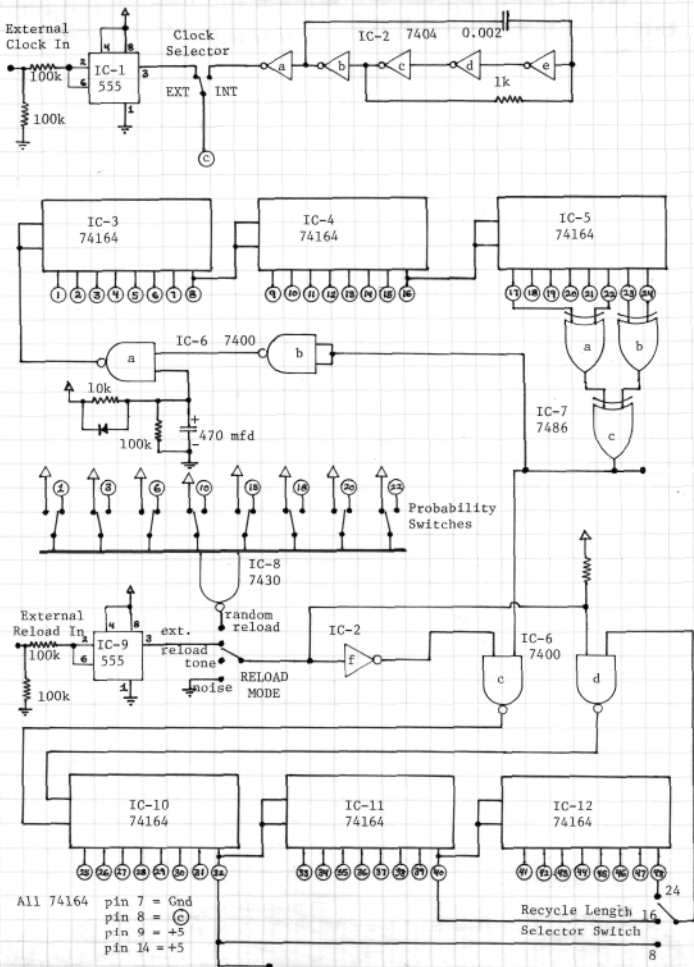 External
Clock In
Clock
Selector
IC-2 7404 0.002
4 8
100k
2
6
IC-1
555
3
1
a
b
c
d
e
1k
EXT INT
100k
C
IC-3
74164
IC-4
74164
IC-5
74164
1 2 3 4 5 6 7 8
9 10 11 12 13 14 15 16
17 18 19 20 21 22 23 24
a
b
IC-6 7400
a
b
10k
100k
+
470 mfd
-
IC-7
7486
c
1 3 6 10 13 18 20 22
Probability
Switches
IC-8
7430
External
Reload In
random
reload
4 8
100k
2
6
IC-9
555
3
1
ext.
reload
tone
noise
RELOAD
MODE
IC-2
f
IC-6
7400
100k
c
d
IC-10
74164
IC-11
74164
IC-12
74164
25 26 27 28 29 30 31 32
33 34 35 36 37 38 39 40
41 42 43 44 45 46 47 48
All 74164 pin 7 = Gnd
pin 8 = C
pin 9 = +5
pin 14 = +5
24
16
8
Recycle Length
Selector Switch